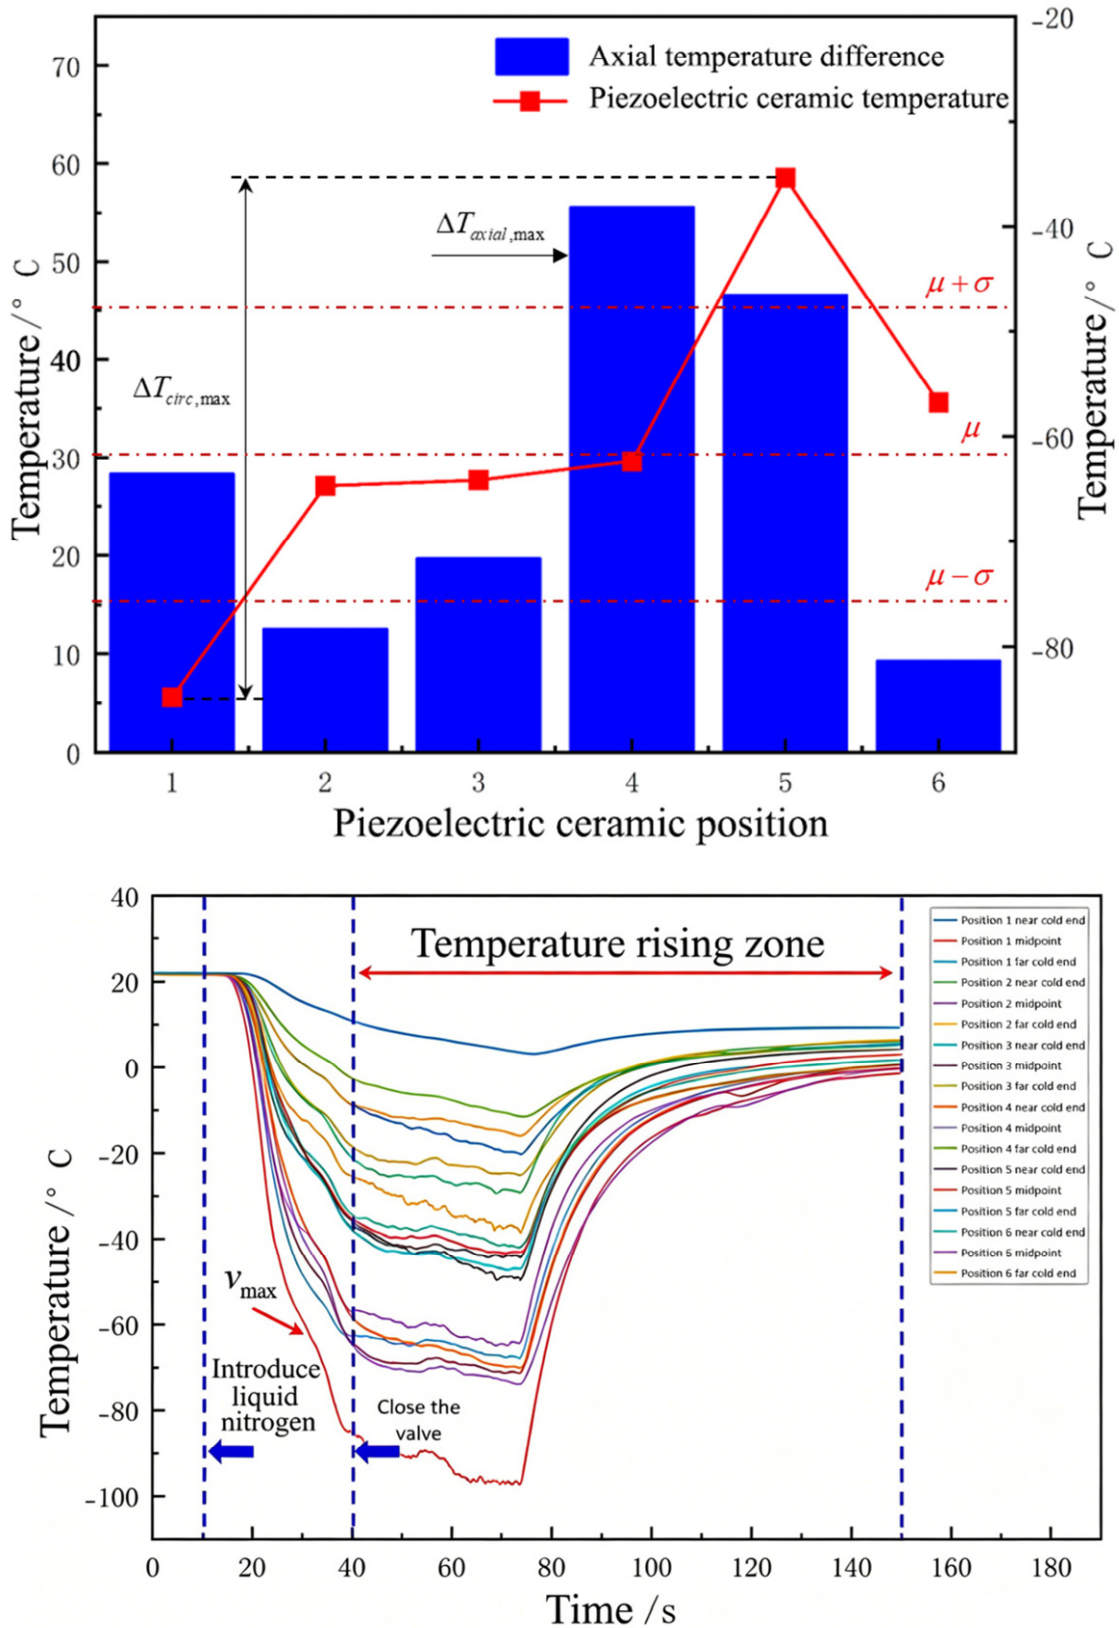 Axial temperature difference
Piezoelectric ceramic temperature
ΔT_axial,max
ΔT_circ,max
μ + σ
μ
μ − σ
Temperature /° C
70
60
50
40
30
20
10
0
Temperature/° C
-20
-40
-60
-80
1 2 3 4 5 6
Piezoelectric ceramic position
Temperature rising zone
v_max
Introduce
liquid
nitrogen
Close the
valve
Position 1 near cold end
Position 1 midpoint
Position 1 far cold end
Position 2 near cold end
Position 2 midpoint
Position 2 far cold end
Position 3 near cold end
Position 3 midpoint
Position 3 far cold end
Position 4 near cold end
Position 4 midpoint
Position 4 far cold end
Position 5 near cold end
Position 5 midpoint
Position 5 far cold end
Position 6 near cold end
Position 6 midpoint
Position 6 far cold end
Temperature /° C
40
20
0
-20
-40
-60
-80
-100
0 20 40 60 80 100 120 140 160 180
Time /s